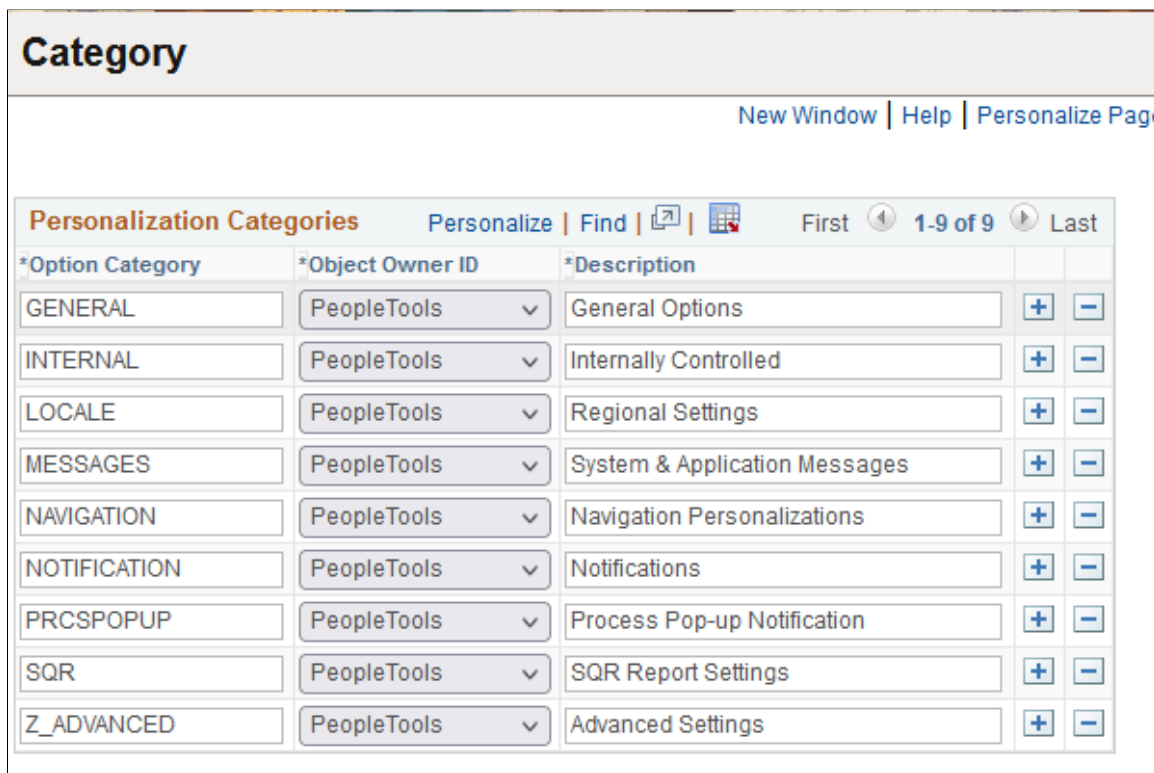 Category
New Window | Help | Personalize Pag
Personalization Categories Personalize | Find | | First 1-9 of 9 Last
*Option Category *Object Owner ID *Description
GENERAL PeopleTools General Options
INTERNAL PeopleTools Internally Controlled
LOCALE PeopleTools Regional Settings
MESSAGES PeopleTools System & Application Messages
NAVIGATION PeopleTools Navigation Personalizations
NOTIFICATION PeopleTools Notifications
PRCSPOPUP PeopleTools Process Pop-up Notification
SQR PeopleTools SQR Report Settings
Z_ADVANCED PeopleTools Advanced Settings